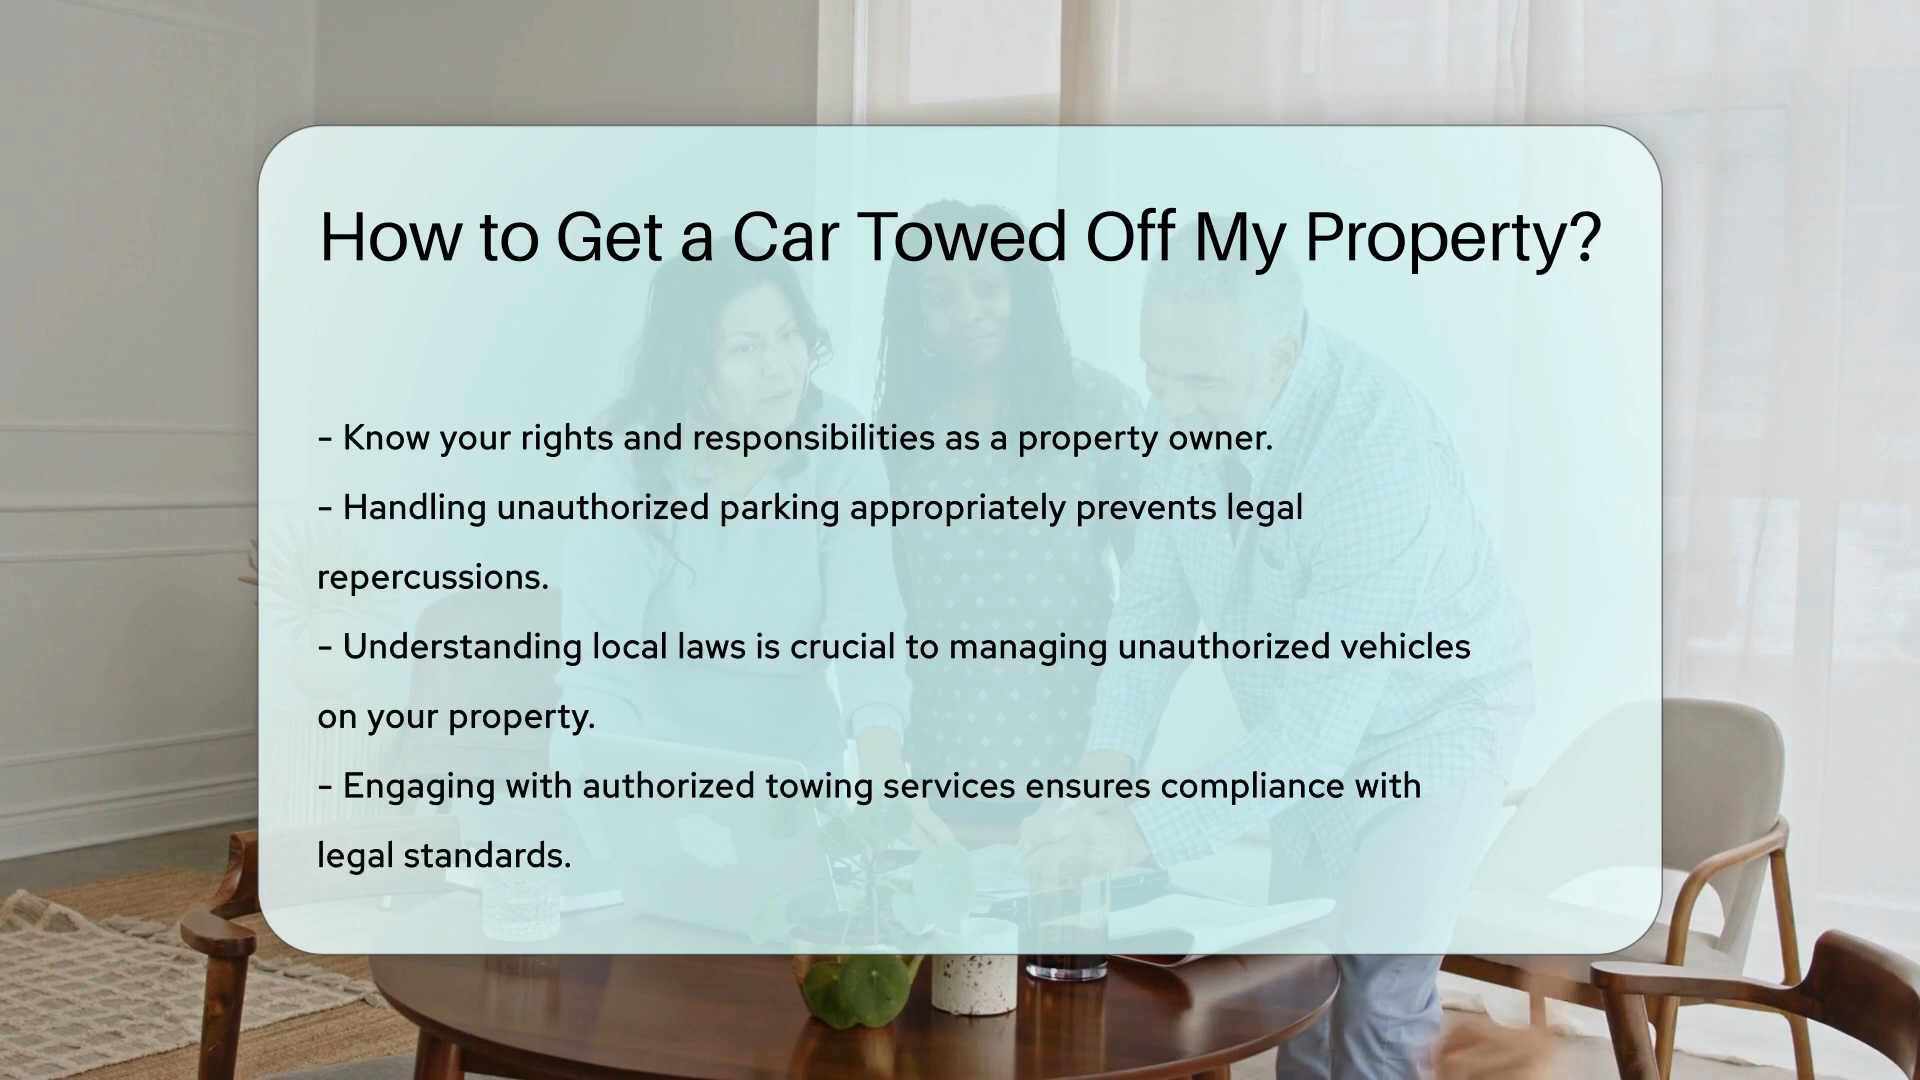 How to Get a Car Towed Off My Property?
- Know your rights and responsibilities as a property owner.
- Handling unauthorized parking appropriately prevents legal
repercussions.
- Understanding local laws is crucial to managing unauthorized vehicles
on your property.
- Engaging with authorized towing services ensures compliance with
legal standards.